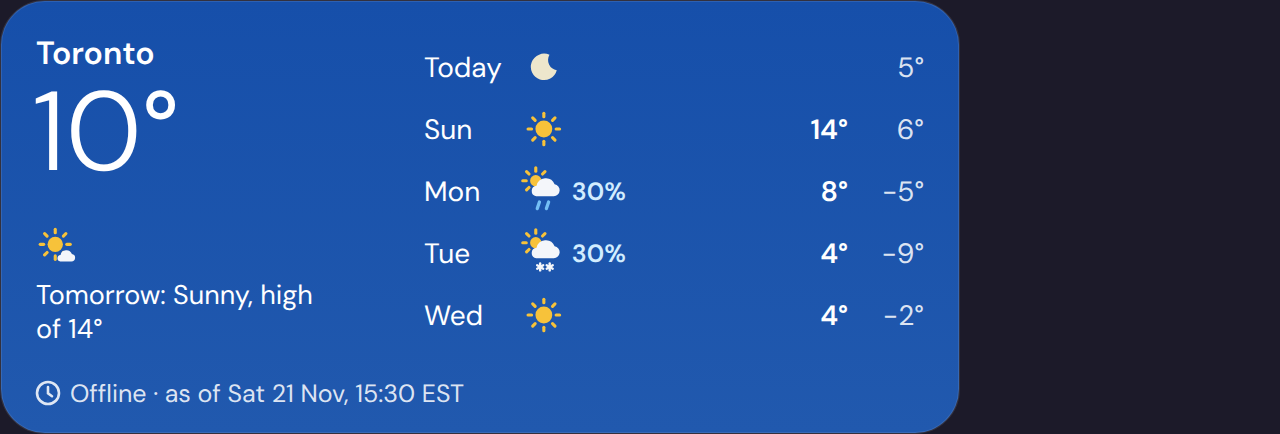 Toronto
10°
Tomorrow: Sunny, high
of 14°
Today 5°
Sun 14° 6°
Mon 30% 8° -5°
Tue 30% 4° -9°
Wed 4° -2°
Offline · as of Sat 21 Nov, 15:30 EST